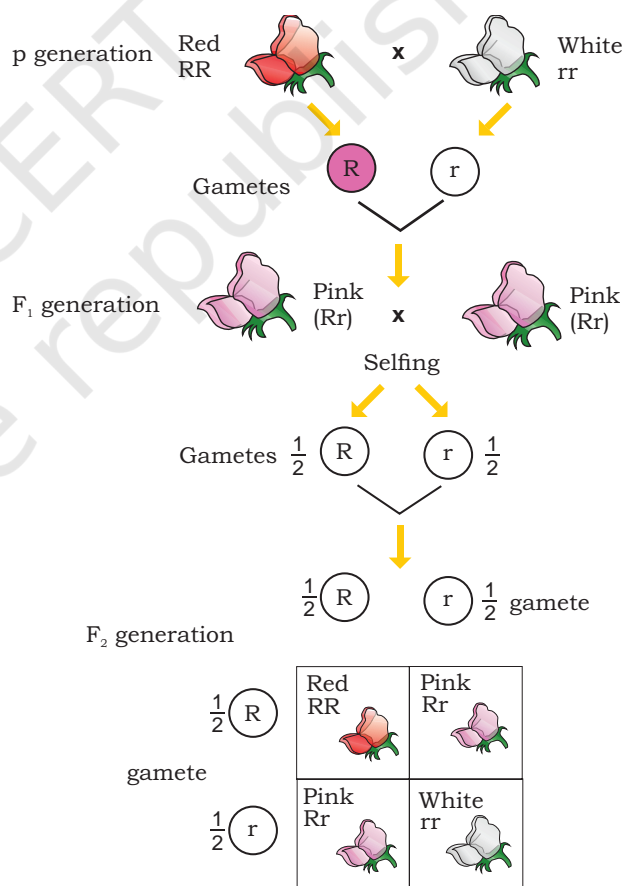 p generation Red RR x White rr
Gametes R r
F₁ generation Pink (Rr) x Pink (Rr)
Selfing
Gametes 1/2 R r 1/2
1/2 R r 1/2 gamete
F₂ generation
1/2 R Red RR Pink Rr
gamete
1/2 r Pink Rr White rr